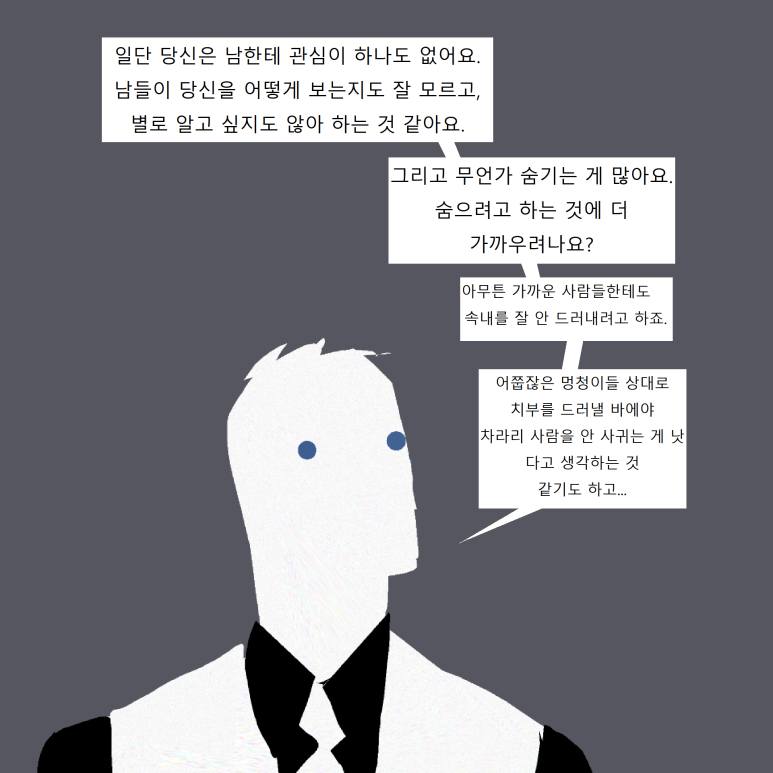 일단 당신은 남한테 관심이 하나도 없어요.
남들이 당신을 어떻게 보는지도 잘 모르고,
별로 알고 싶지도 않아 하는 것 같아요.
그리고 무언가 숨기는 게 많아요.
숨으려고 하는 것에 더
가까우려나요?
아무튼 가까운 사람들한테도
속내를 잘 안 드러내려고 하죠.
어쭙잖은 멍청이들 상대로
치부를 드러낼 바에야
차라리 사람을 안 사귀는 게 낫
다고 생각하는 것
같기도 하고...